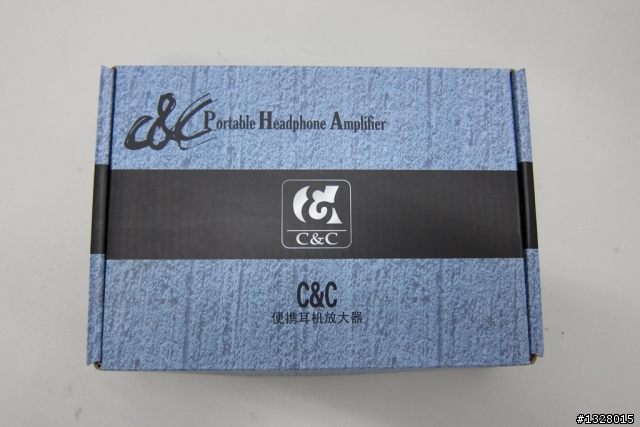 C&C Portable Headphone Amplifier
C&C
C&C
便携耳机放大器
#1328015